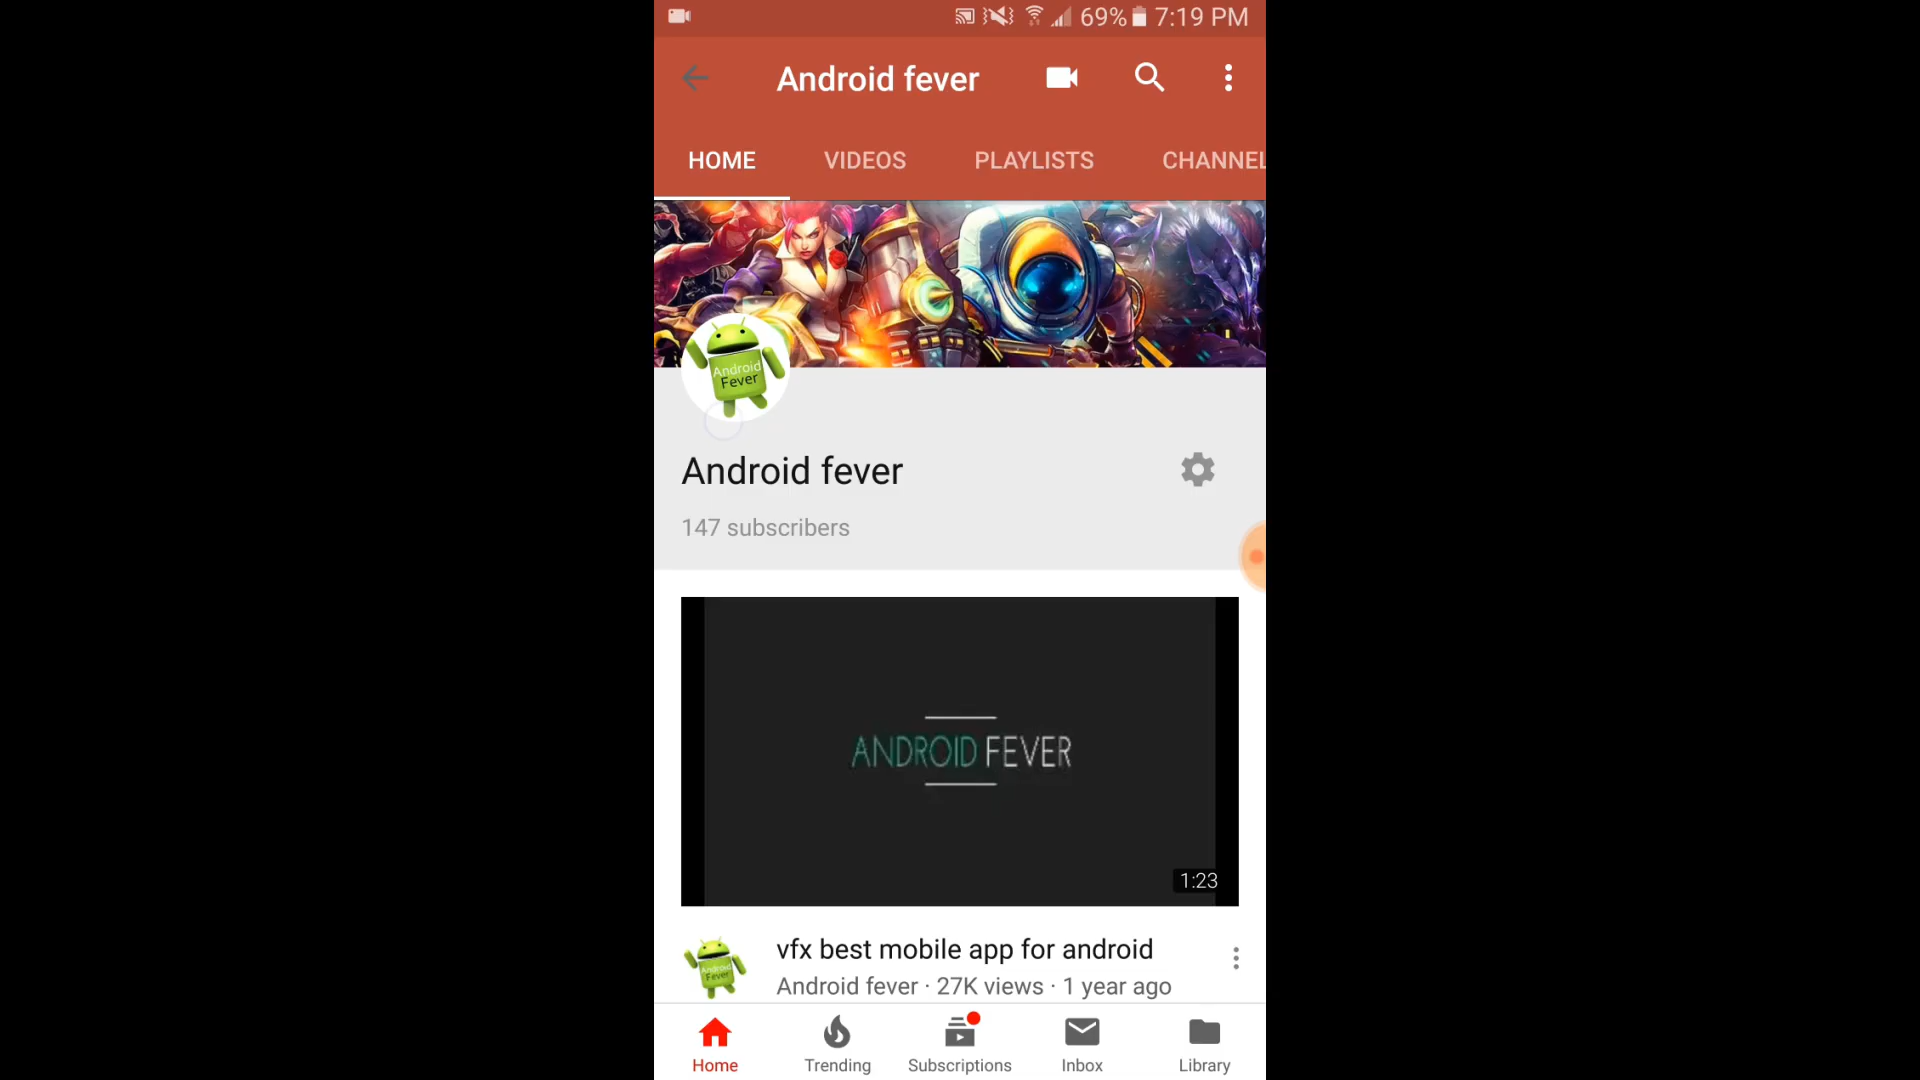 69% 7:19 PM
Android fever
HOME VIDEOS PLAYLISTS CHANNEL
Android
Fever
Android fever
147 subscribers
ANDROID FEVER
1:23
Android
Fever
vfx best mobile app for android
Android fever · 27K views · 1 year ago
Home Trending Subscriptions Inbox Library